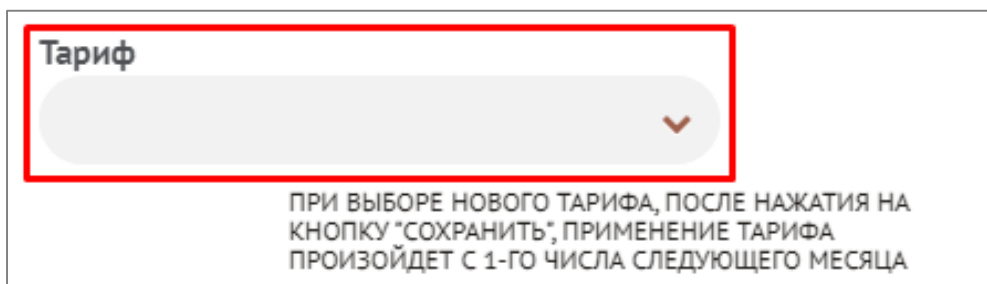 Тариф
ПРИ ВЫБОРЕ НОВОГО ТАРИФА, ПОСЛЕ НАЖАТИЯ НА
КНОПКУ "СОХРАНИТЬ", ПРИМЕНЕНИЕ ТАРИФА
ПРОИЗОЙДЕТ С 1-ГО ЧИСЛА СЛЕДУЮЩЕГО МЕСЯЦА